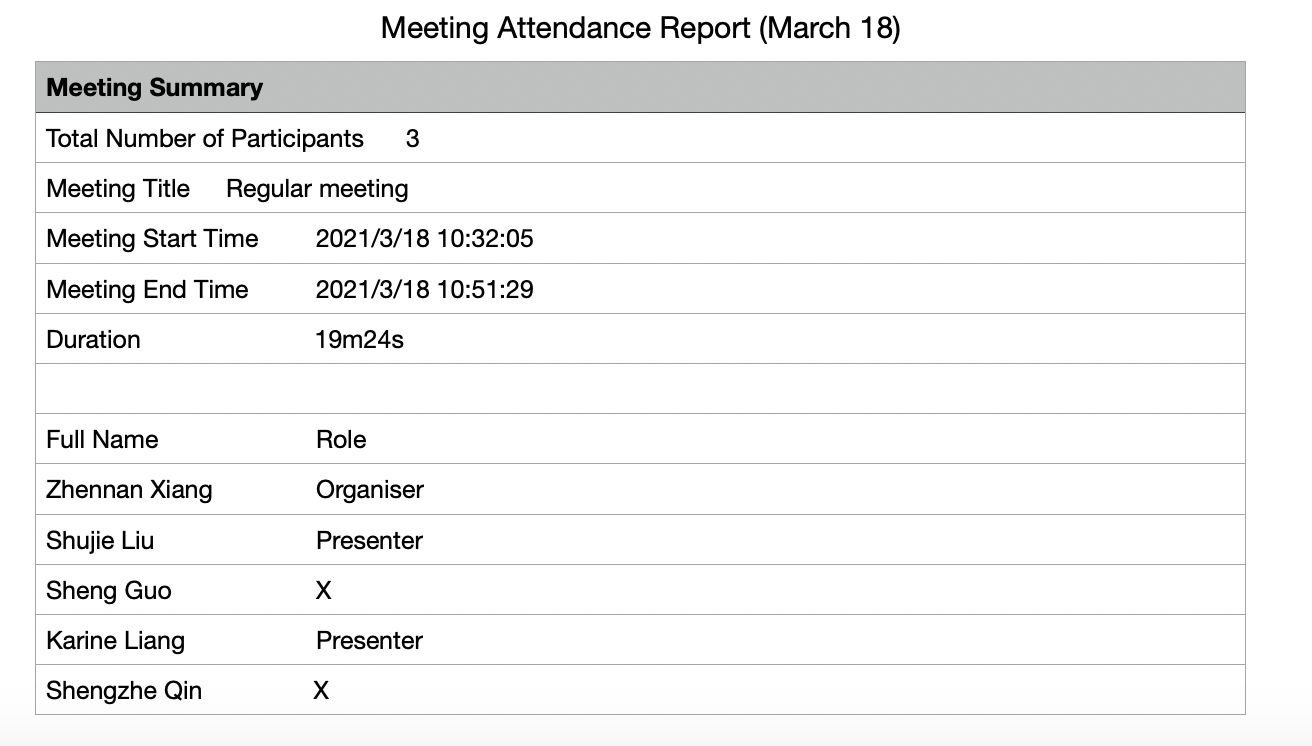 Meeting Attendance Report (March 18)
Meeting Summary
Total Number of Participants 3
Meeting Title Regular meeting
Meeting Start Time 2021/3/18 10:32:05
Meeting End Time 2021/3/18 10:51:29
Duration 19m24s
Full Name Role
Zhennan Xiang Organiser
Shujie Liu Presenter
Sheng Guo X
Karine Liang Presenter
Shengzhe Qin X